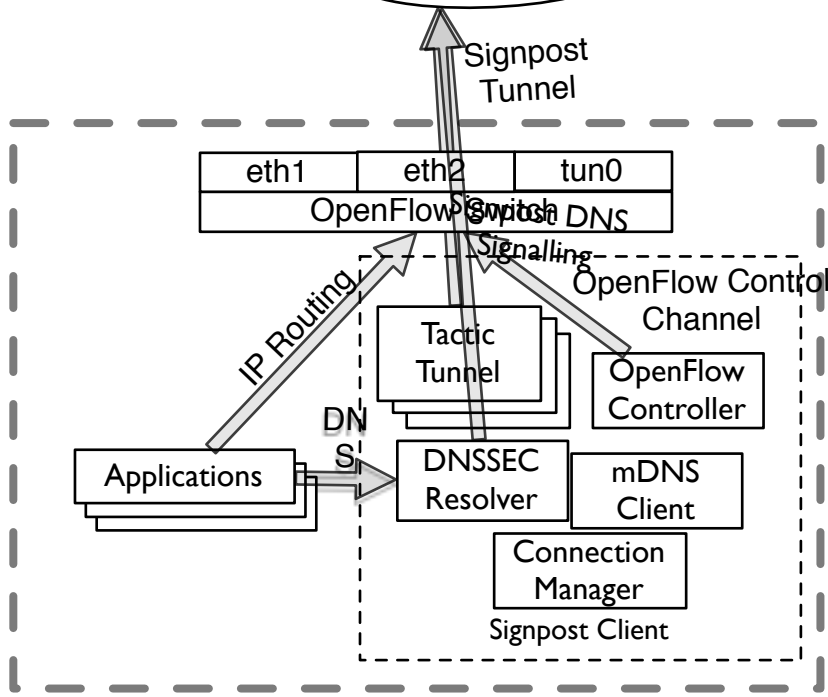 Signpost
Tunnel
eth1
eth2
tun0
OpenFlow Switch
Signpost DNS
Signalling
OpenFlow Control
Channel
IP Routing
Tactic
Tunnel
OpenFlow
Controller
DN
S
Applications
DNSSEC
Resolver
mDNS
Client
Connection
Manager
Signpost Client